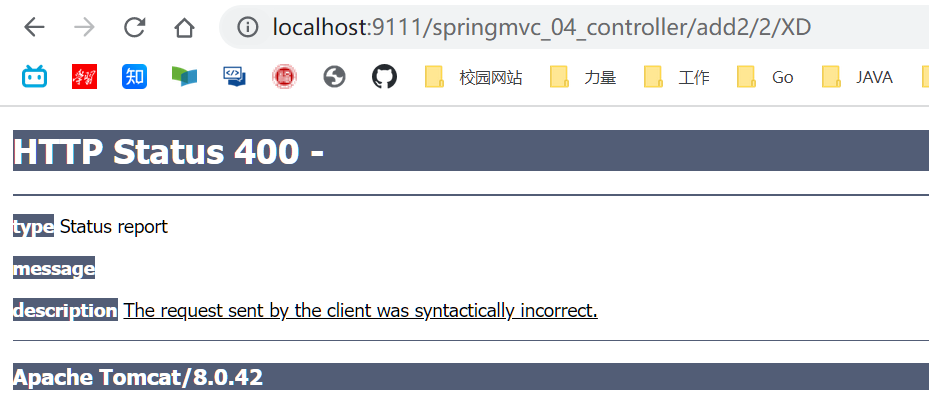 localhost:9111/springmvc_04_controller/add2/2/XD
知 校园网站 力量 工作 Go JAVA
HTTP Status 400 -
type Status report
message
description The request sent by the client was syntactically incorrect.
Apache Tomcat/8.0.42